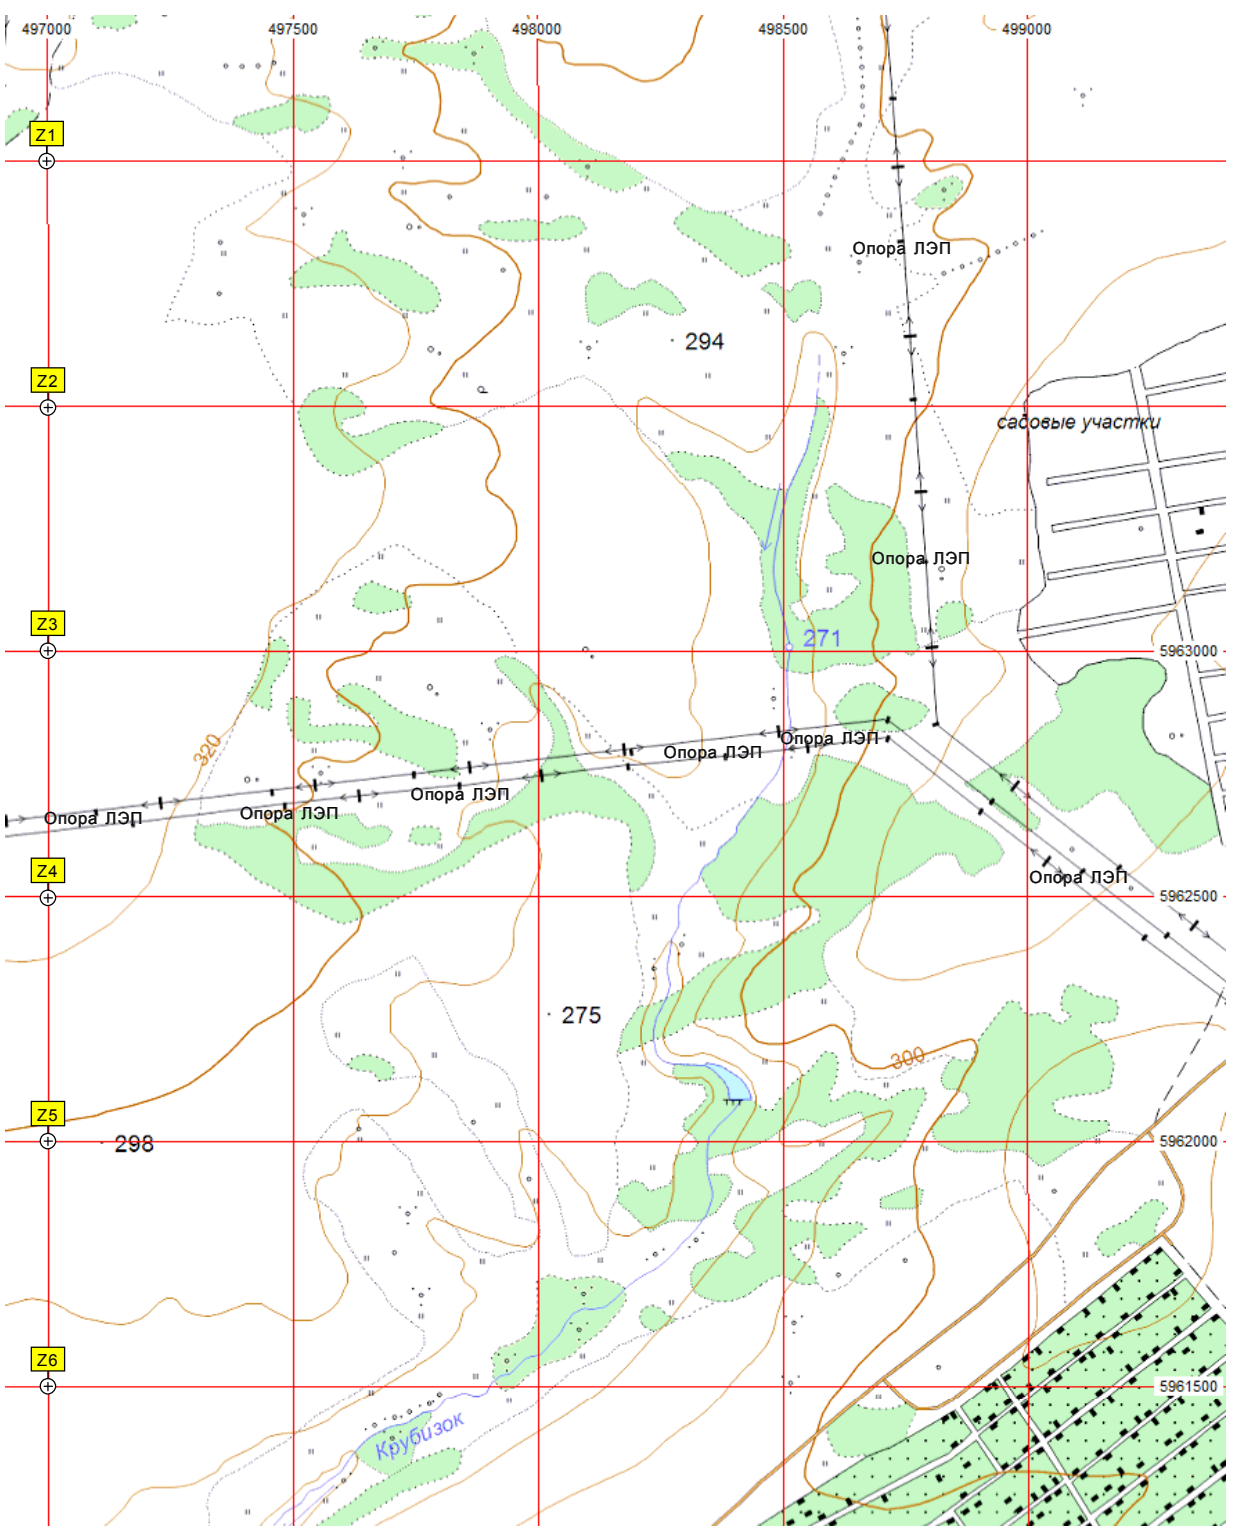 497000 497500 498000 498500 499000
Z1
Опора ЛЭП
294
Z2
садовые участки
Опора ЛЭП
Z3
271
5963000
320
Опора ЛЭП
Опора ЛЭП
Опора ЛЭП
Опора ЛЭП
Опора ЛЭП
Z4
Опора ЛЭП
5962500
275
300
Z5
298
5962000
Z6
5961500
Крубизок